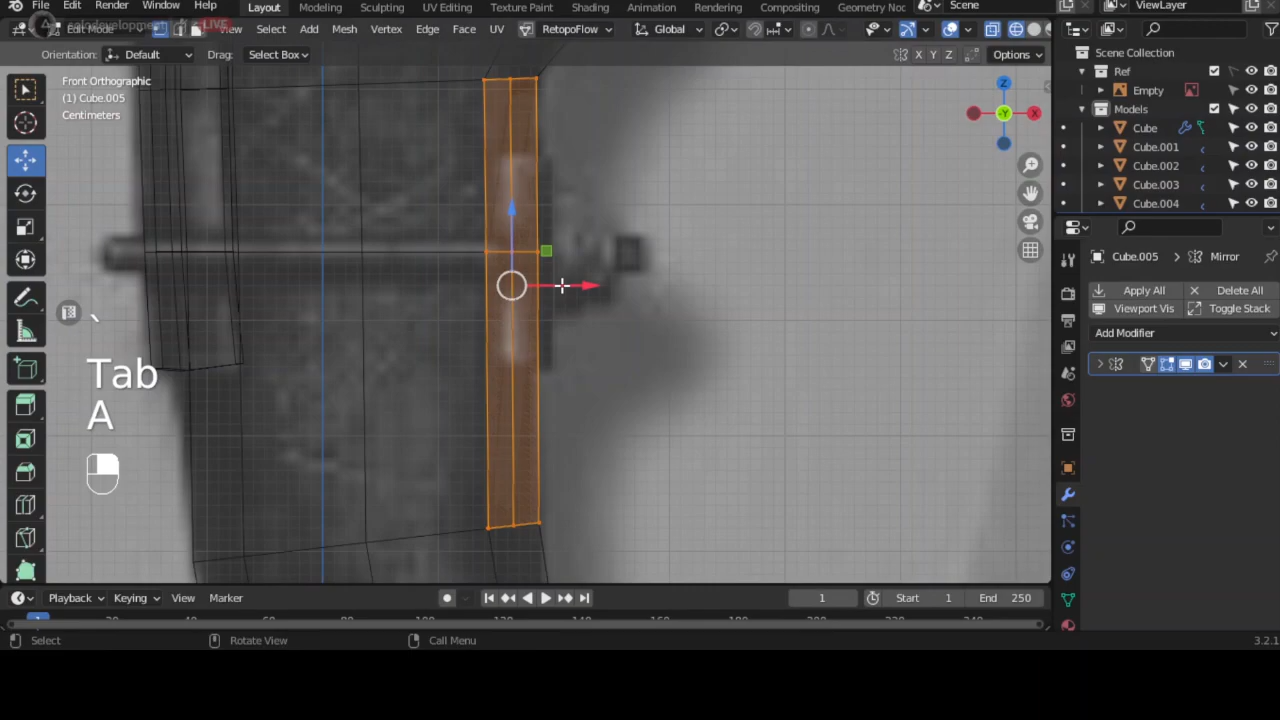 File Edit Render Window Help Layout Modeling Sculpting UV Editing Texture Paint Shading Animation Rendering Compositing Geometry Noc Scene ViewLayer
LIVE View Select Add Mesh Vertex Edge Face UV RetopoFlow Global
Orientation: Default Drag: Select Box X Y Z Options
Front Orthographic
(1) Cube.005
Centimeters
Z
-Y X
`
Tab
A
Scene Collection
Ref
Empty
Models
Cube
Cube.001
Cube.002
Cube.003
Cube.004
Cube.005 Mirror
Apply All Delete All
Viewport Vis Toggle Stack
Add Modifier
Playback Keying View Marker 1 Start 1 End 250
Select Rotate View Call Menu 3.2.1